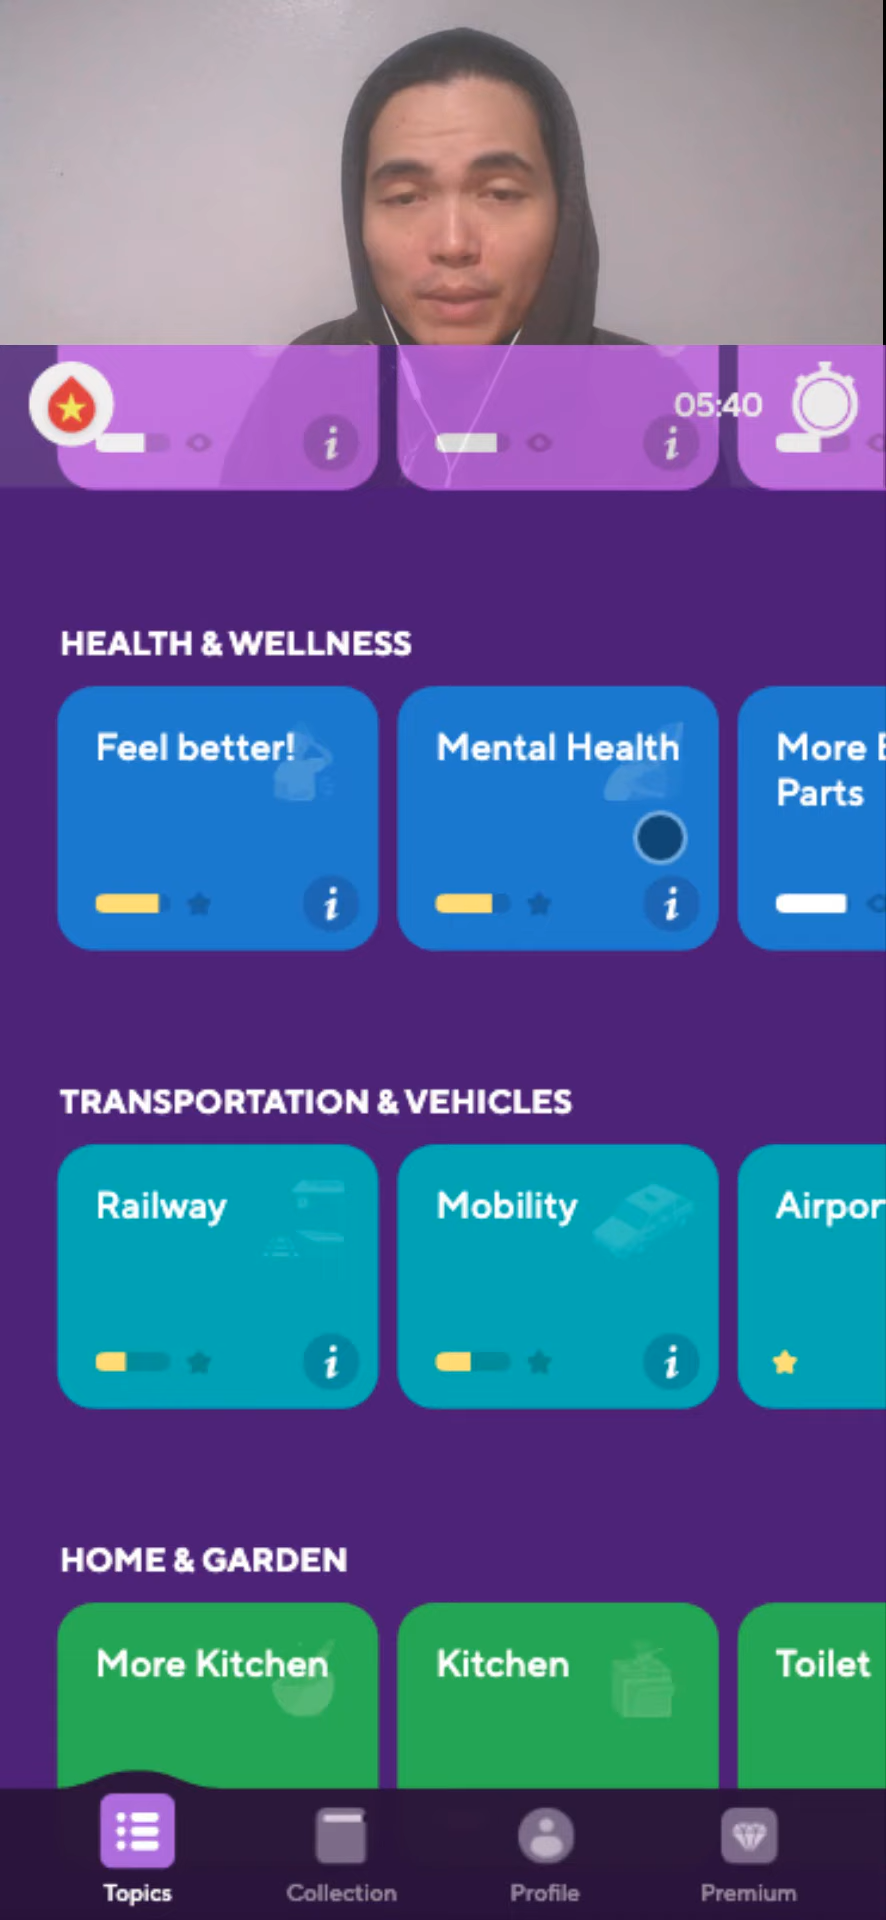 05:40
i
i
HEALTH & WELLNESS
Feel better!
Mental Health
More
Parts
i
i
TRANSPORTATION & VEHICLES
Railway
Mobility
Airpor
i
i
HOME & GARDEN
More Kitchen
Kitchen
Toilet
Topics
Collection
Profile
Premium